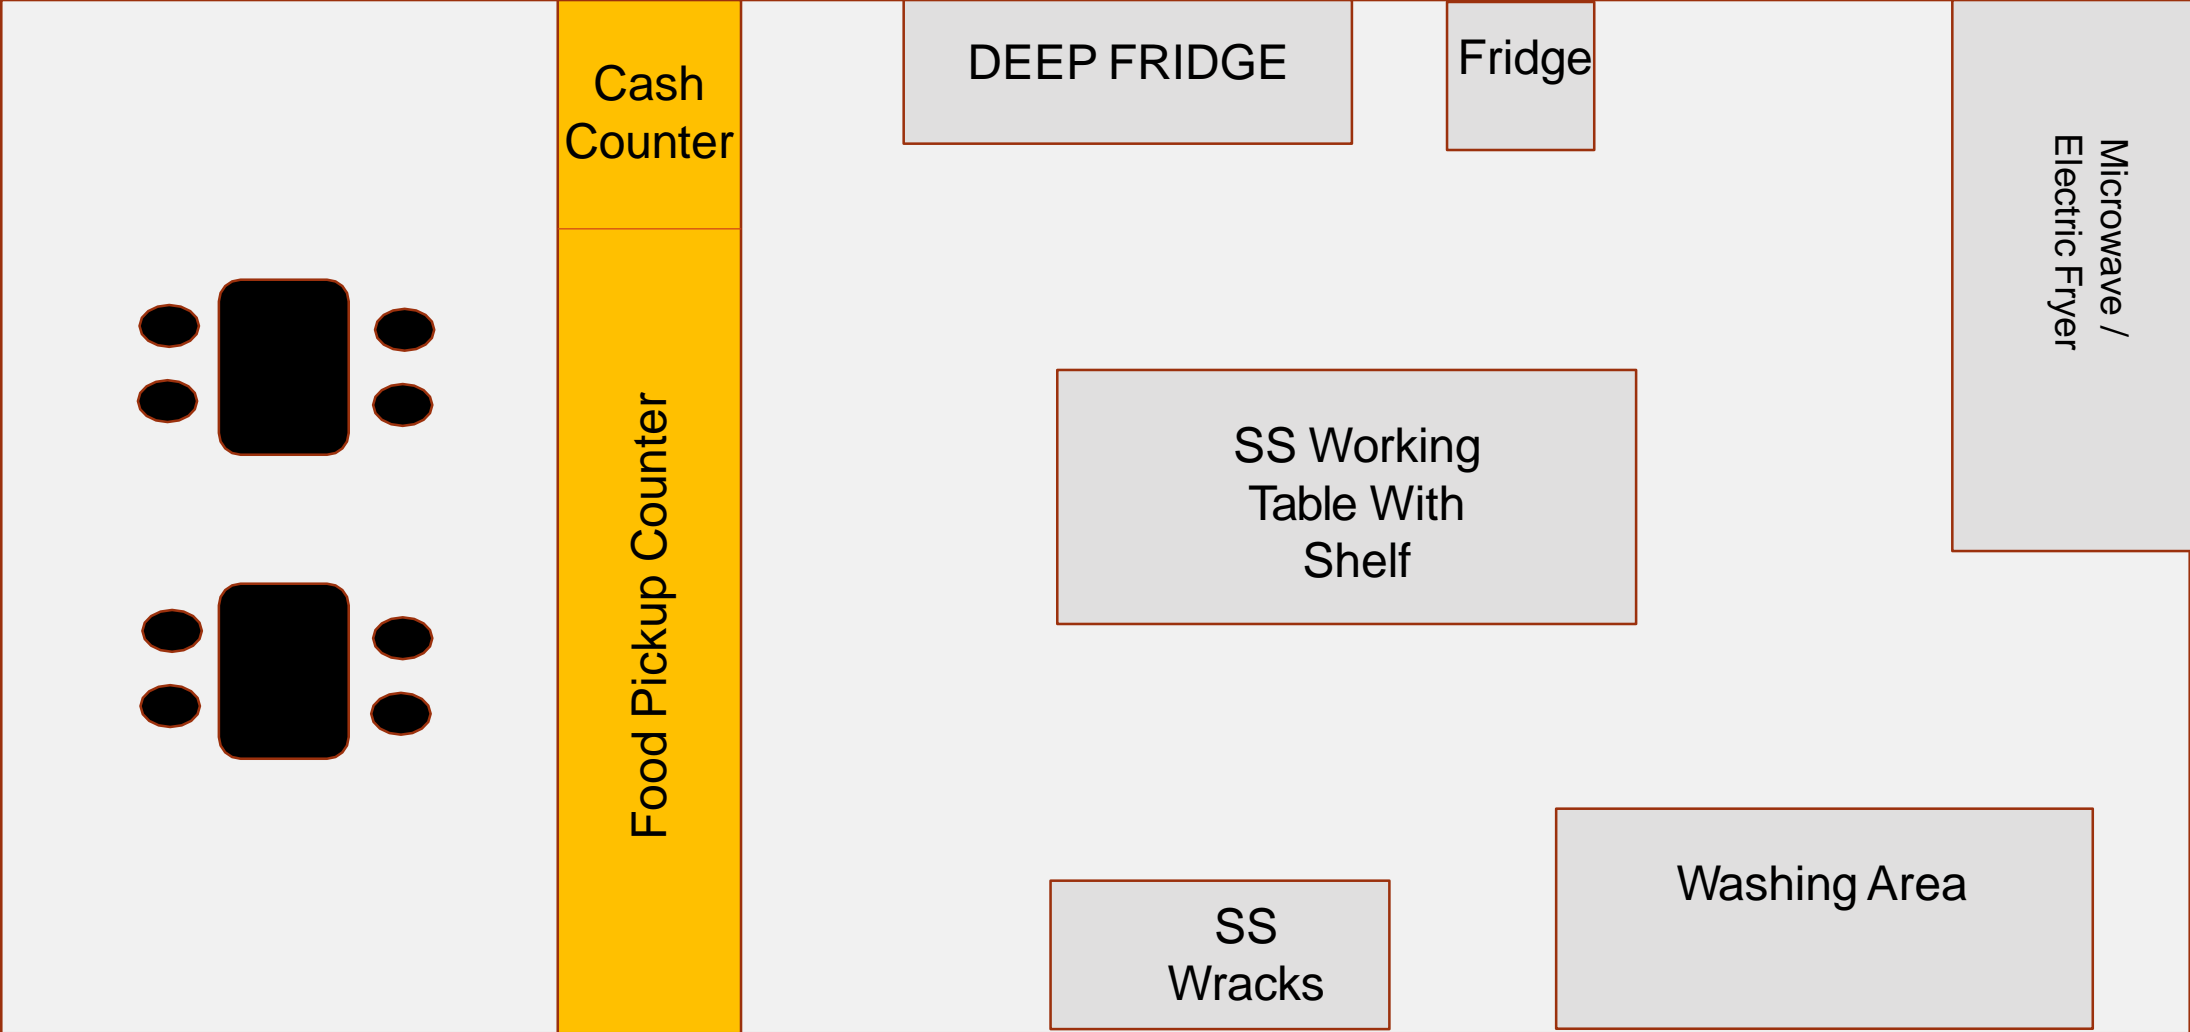 Cash
Counter
DEEP FRIDGE
Fridge
Microwave /
Electric Fryer
Food Pickup Counter
SS Working
Table With
Shelf
SS
Wracks
Washing Area